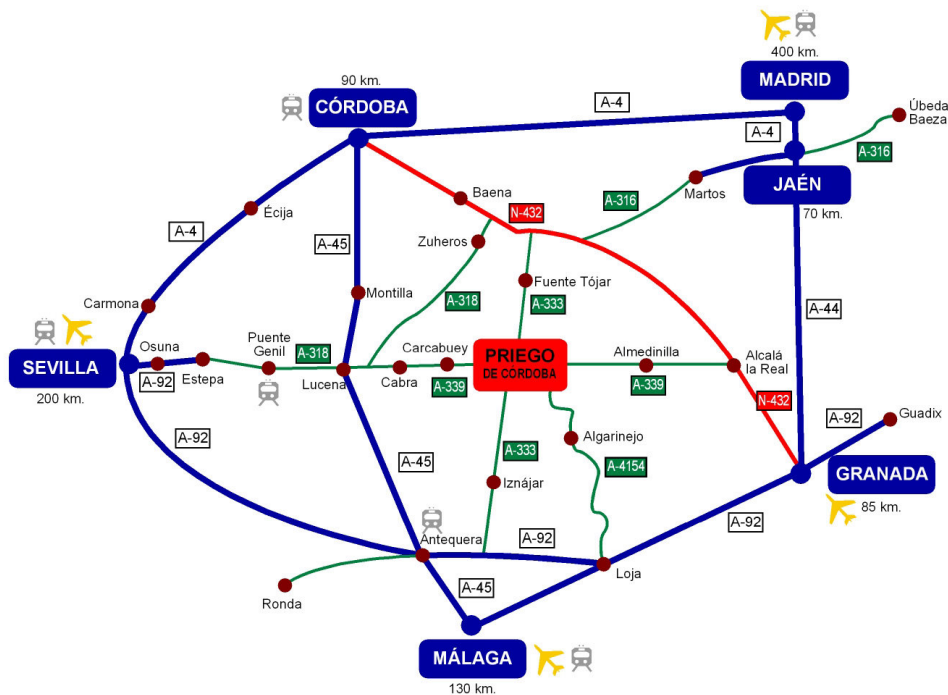 400 km.
MADRID
90 km.
CÓRDOBA
A-4
A-4
Úbeda
Baeza
A-316
JAÉN
70 km.
Martos
A-316
Baena
N-432
Écija
A-4
A-45
Zuheros
Fuente Tójar
A-333
Montilla
A-318
Carmona
A-44
SEVILLA
200 km.
Osuna
A-92
Estepa
Puente
Genil
A-318
Lucena
Cabra
Carcabuey
A-339
PRIEGO
DE CÓRDOBA
Almedinilla
A-339
Alcalá
la Real
N-432
A-92
Guadix
A-92
A-45
A-333
Iznájar
Algarinejo
A-4154
GRANADA
85 km.
A-92
Antequera
A-92
Loja
Ronda
A-45
MÁLAGA
130 km.